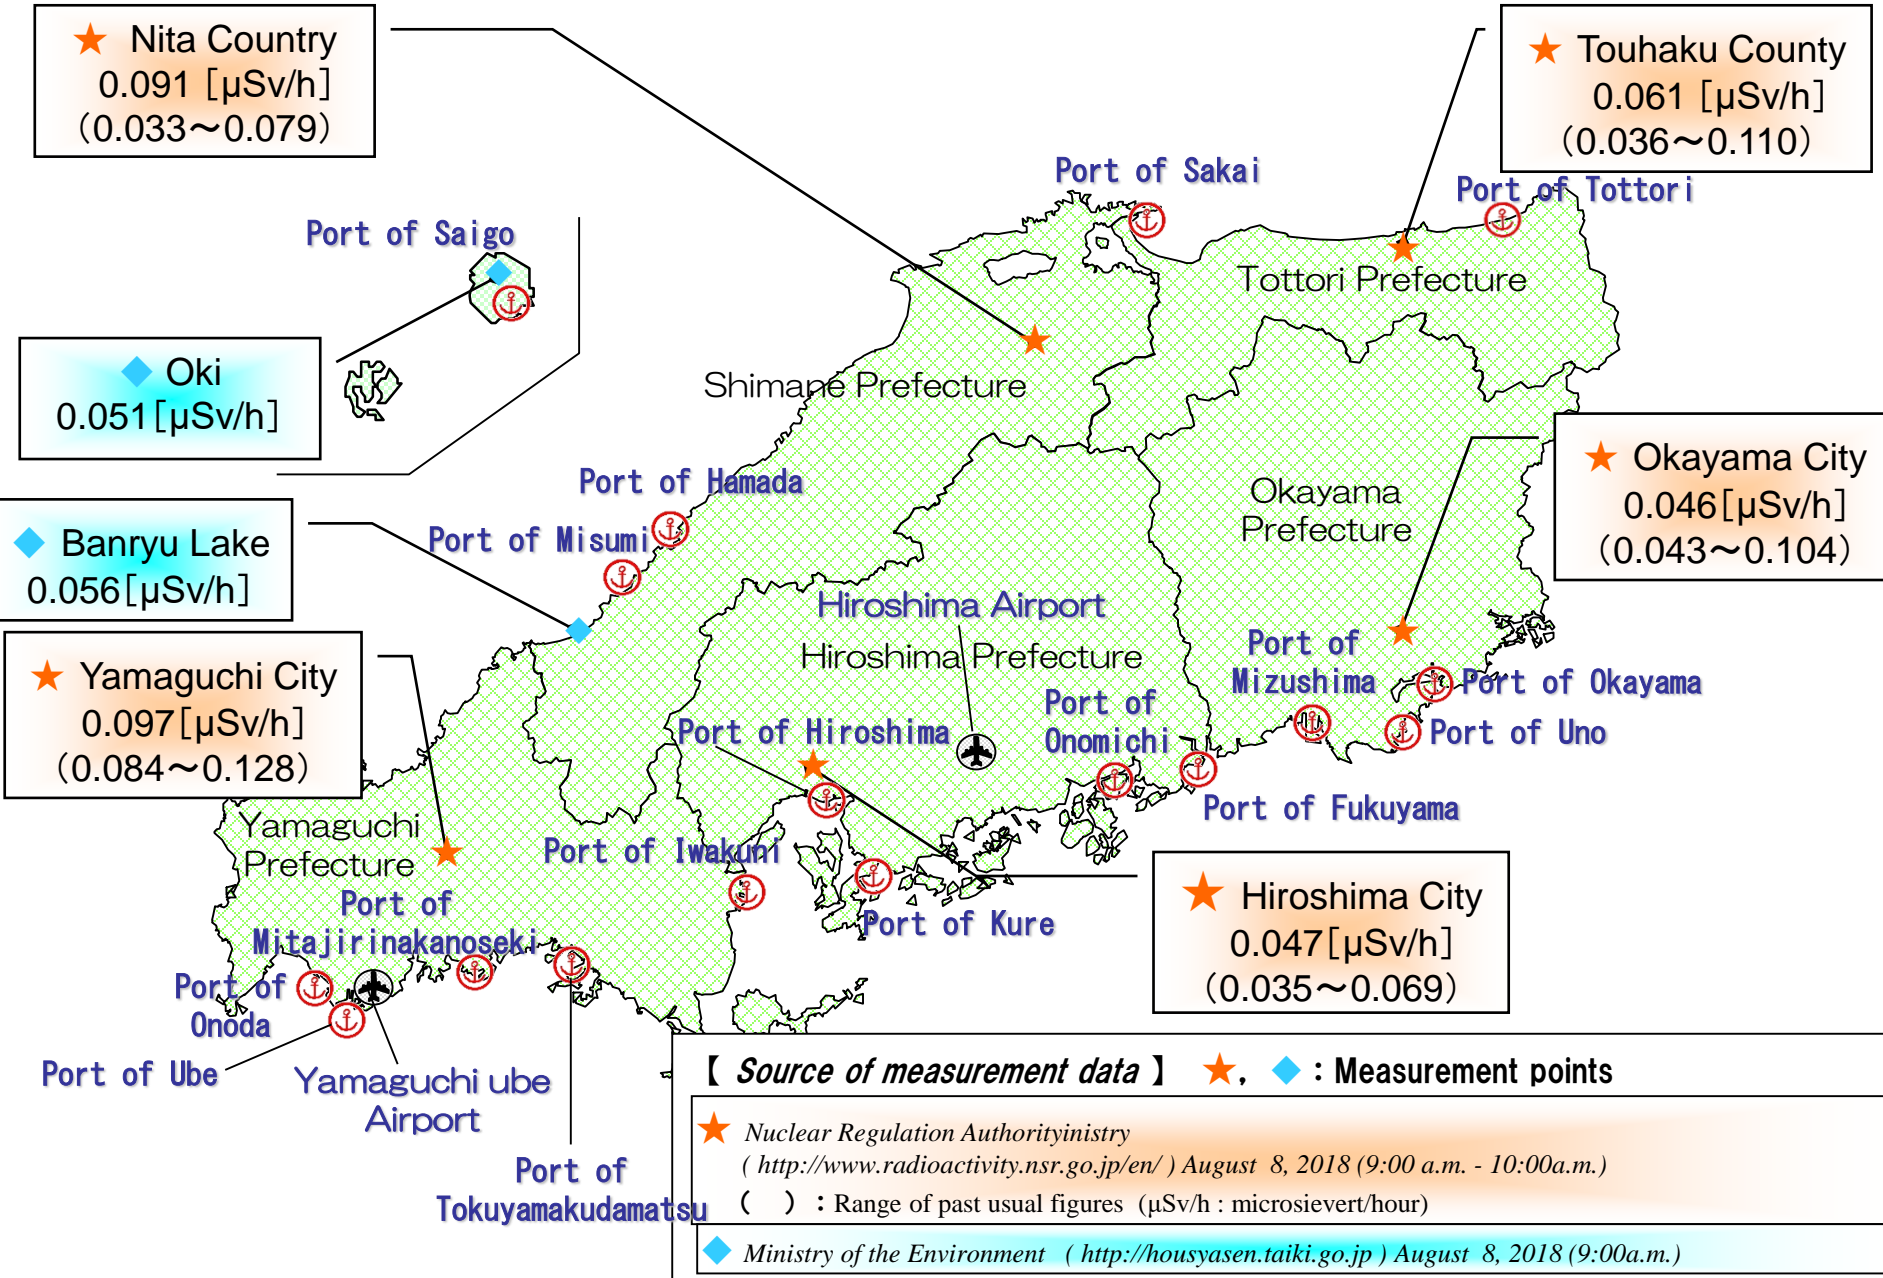 ★ Nita Country
0.091 [μSv/h]
(0.033～0.079)
★ Touhaku County
0.061 [μSv/h]
(0.036～0.110)
Port of Sakai
Port of Tottori
Port of Saigo
Tottori Prefecture
◆ Oki
0.051[μSv/h]
Shimane Prefecture
★ Okayama City
0.046[μSv/h]
(0.043～0.104)
Port of Hamada
Okayama
Prefecture
Port of Misumi
◆ Banryu Lake
0.056[μSv/h]
Hiroshima Airport
Hiroshima Prefecture
Port of
Mizushima
Port of Okayama
★ Yamaguchi City
0.097[μSv/h]
(0.084～0.128)
Port of Hiroshima
Port of
Onomichi
Port of Uno
Port of Fukuyama
Yamaguchi
Prefecture
Port of Iwakuni
Port of
Mitajirinakanoseki
Port of Kure
★ Hiroshima City
0.047[μSv/h]
(0.035～0.069)
Port of
Onoda
Port of Ube
Yamaguchi ube
Airport
Port of
Tokuyamakudamatsu
【 Source of measurement data 】 ★, ◆ : Measurement points
★ Nuclear Regulation Authorityinistry
( http://www.radioactivity.nsr.go.jp/en/ ) August 8, 2018 (9:00 a.m. - 10:00a.m.)
( ) : Range of past usual figures (μSv/h : microsievert/hour)
◆ Ministry of the Environment ( http://housyasen.taiki.go.jp ) August 8, 2018 (9:00a.m.)